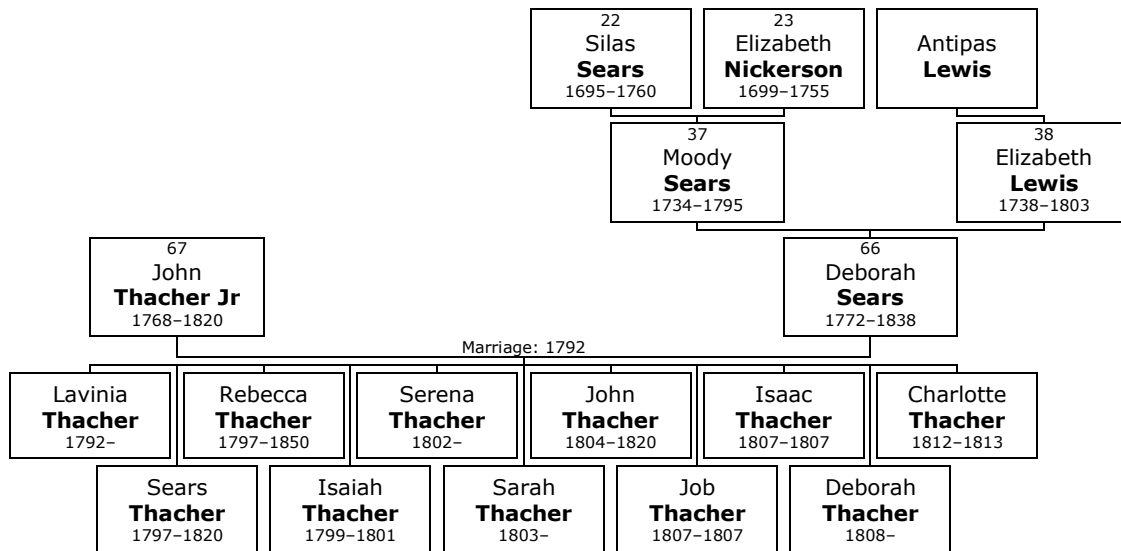 22
Silas
Sears
1695–1760
23
Elizabeth
Nickerson
1699–1755
Antipas
Lewis
37
Moody
Sears
1734–1795
38
Elizabeth
Lewis
1738–1803
67
John
Thacher Jr
1768–1820
66
Deborah
Sears
1772–1838
Marriage: 1792
Lavinia
Thacher
1792–
Rebecca
Thacher
1797–1850
Serena
Thacher
1802–
John
Thacher
1804–1820
Isaac
Thacher
1807–1807
Charlotte
Thacher
1812–1813
Sears
Thacher
1797–1820
Isaiah
Thacher
1799–1801
Sarah
Thacher
1803–
Job
Thacher
1807–1807
Deborah
Thacher
1808–